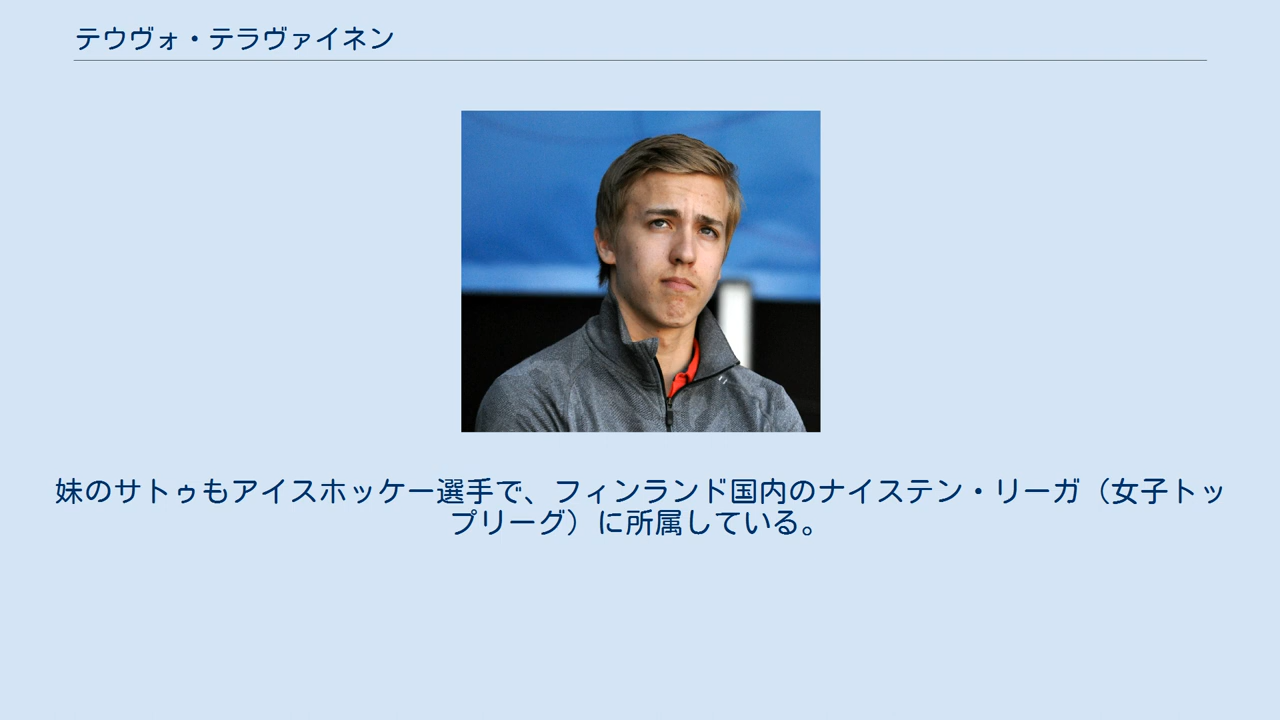 テウヴォ・テラヴァイネン
妹のサトゥもアイスホッケー選手で、フィンランド国内のナイステン・リーガ（女子トッ
プリーグ）に所属している。